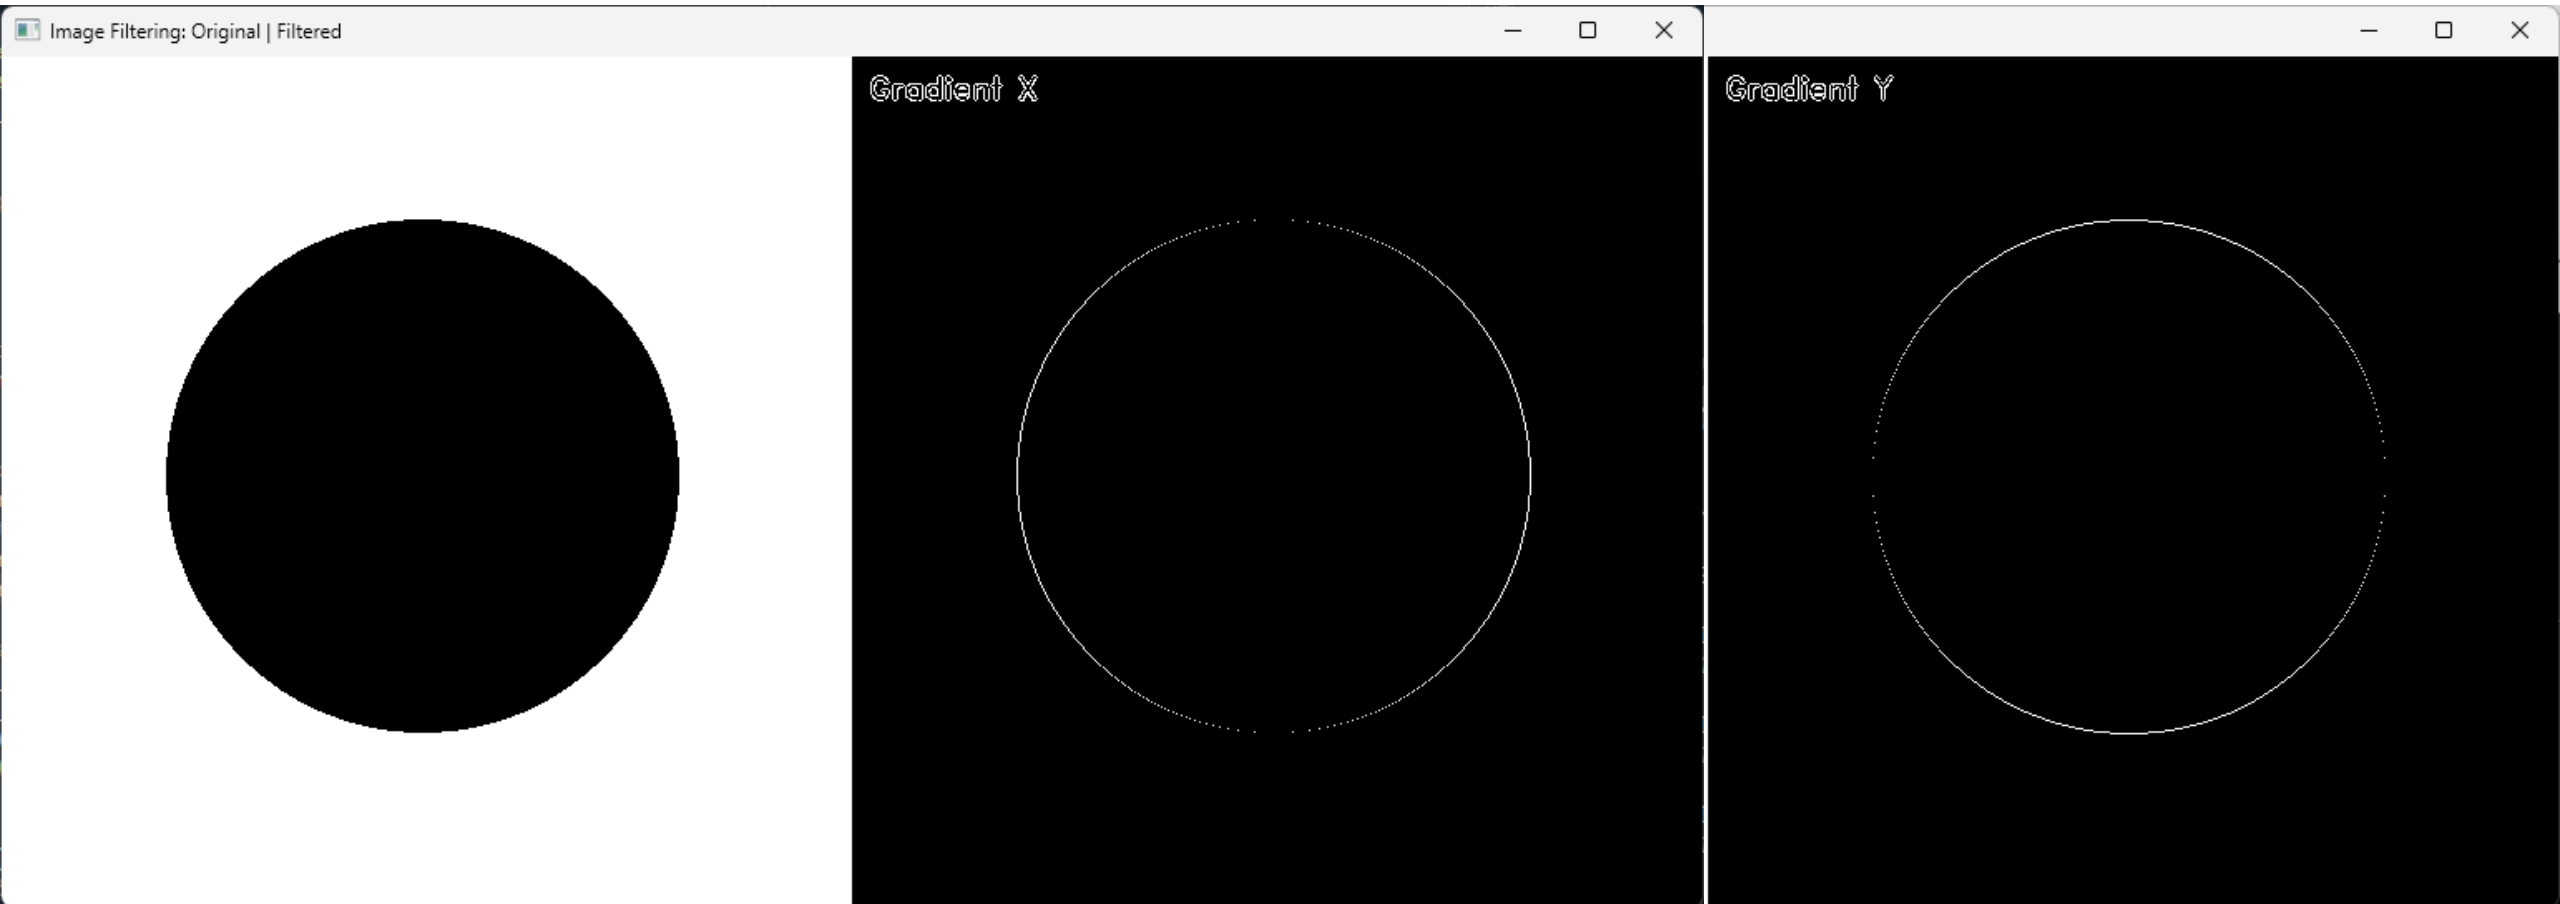 Image Filtering: Original | Filtered
Gradient X
Gradient Y